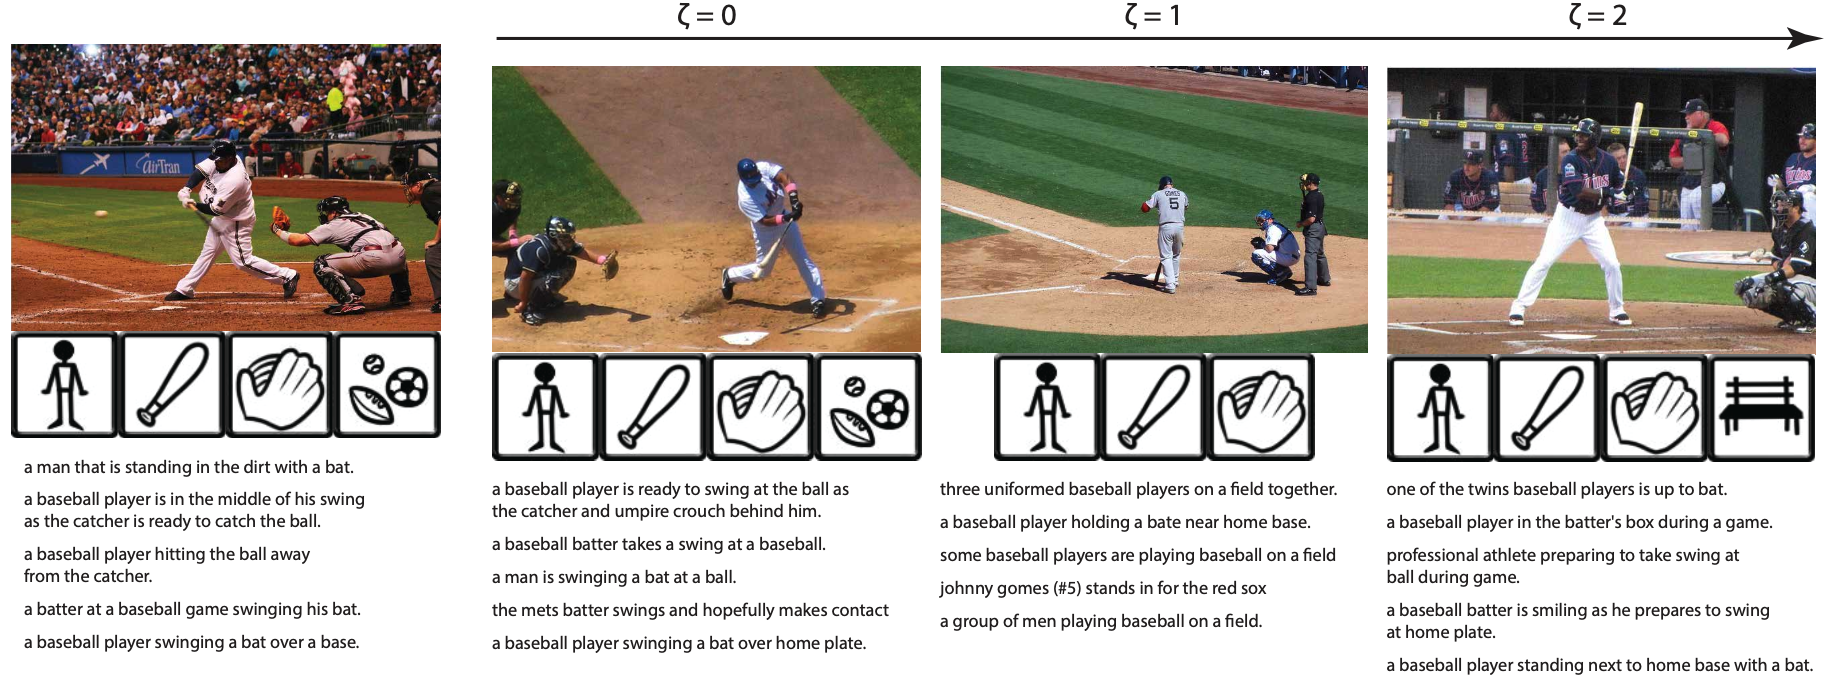 ζ = 0
ζ = 1
ζ = 2
airTran
GOMES
5
Twins
a man that is standing in the dirt with a bat.
a baseball player is in the middle of his swing
as the catcher is ready to catch the ball.
a baseball player hitting the ball away
from the catcher.
a batter at a baseball game swinging his bat.
a baseball player swinging a bat over a base.
a baseball player is ready to swing at the ball as
the catcher and umpire crouch behind him.
a baseball batter takes a swing at a baseball.
a man is swinging a bat at a ball.
the mets batter swings and hopefully makes contact
a baseball player swinging a bat over home plate.
three uniformed baseball players on a field together.
a baseball player holding a bate near home base.
some baseball players are playing baseball on a field
johnny gomes (#5) stands in for the red sox
a group of men playing baseball on a field.
one of the twins baseball players is up to bat.
a baseball player in the batter's box during a game.
professional athlete preparing to take swing at
ball during game.
a baseball batter is smiling as he prepares to swing
at home plate.
a baseball player standing next to home base with a bat.